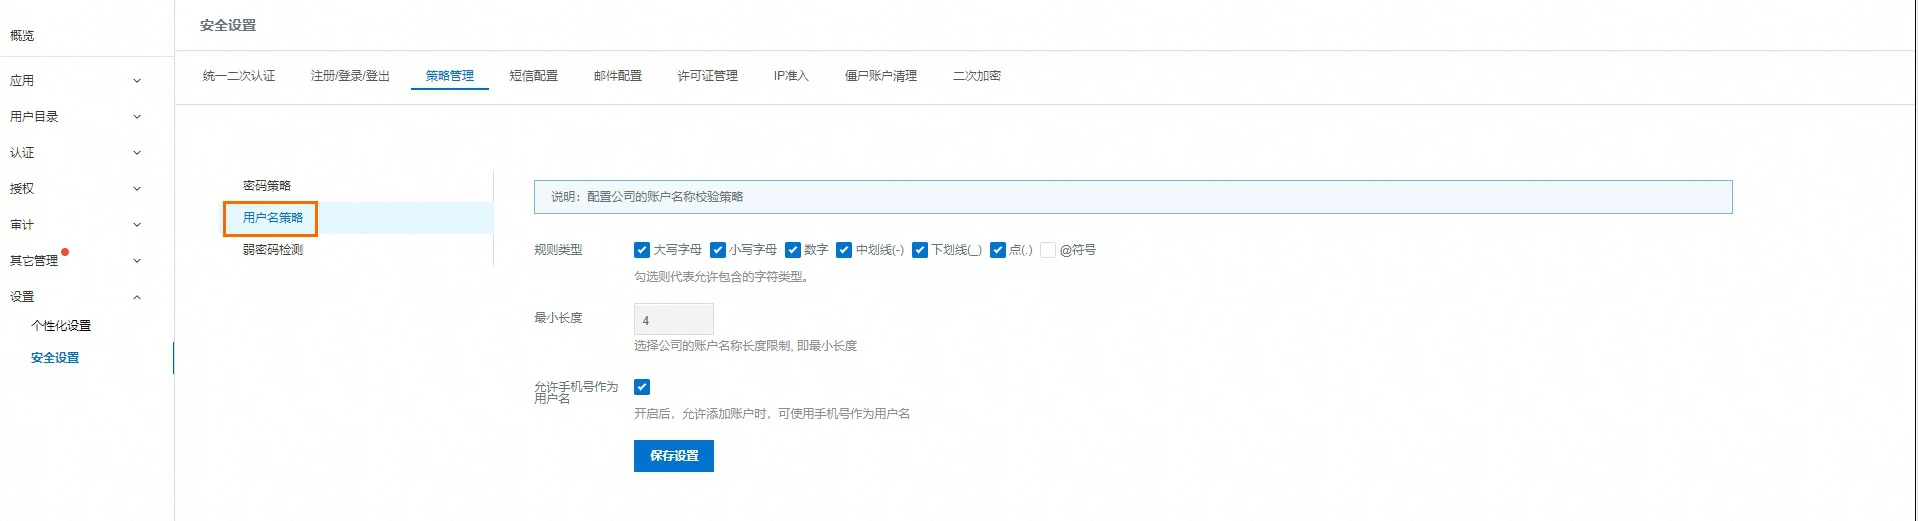 安全设置
概览
统一二次认证 注册/登录/登出 策略管理 短信配置 邮件配置 许可证管理 IP准入 僵尸账户清理 二次加密
应用
用户目录
认证
授权
审计
其它管理
设置
个性化设置
安全设置
密码策略
用户名策略
弱密码检测
说明：配置公司的账户名称校验策略
规则类型 大写字母 小写字母 数字 中划线(-) 下划线(_) 点(.) @符号
勾选则代表允许包含的字符类型。
最小长度 4
选择公司的账户名称长度限制, 即最小长度
允许手机号作为
用户名
开启后，允许添加账户时，可使用手机号作为用户名
保存设置